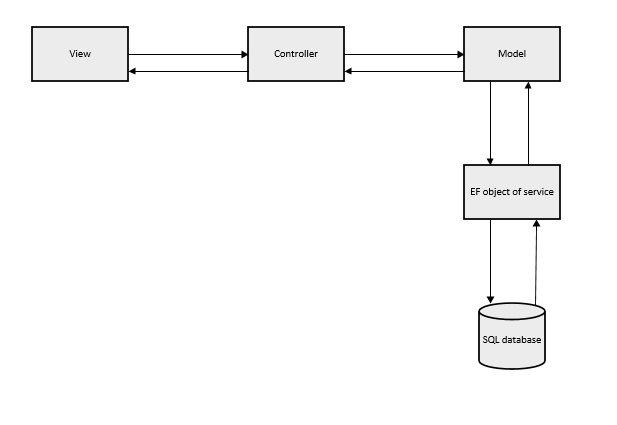 View
Controller
Model
EF object of service
SQL database